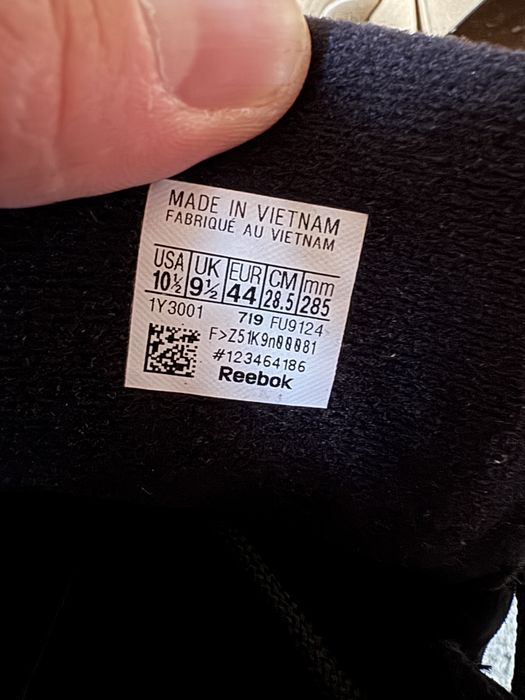 MADE IN VIETNAM
FABRIQUÉ AU VIETNAM
USA UK EUR CM mm
10½ 9½ 44 28.5 285
1Y3001 719 FU9124
F>Z51K9n00081
#123464186
Reebok